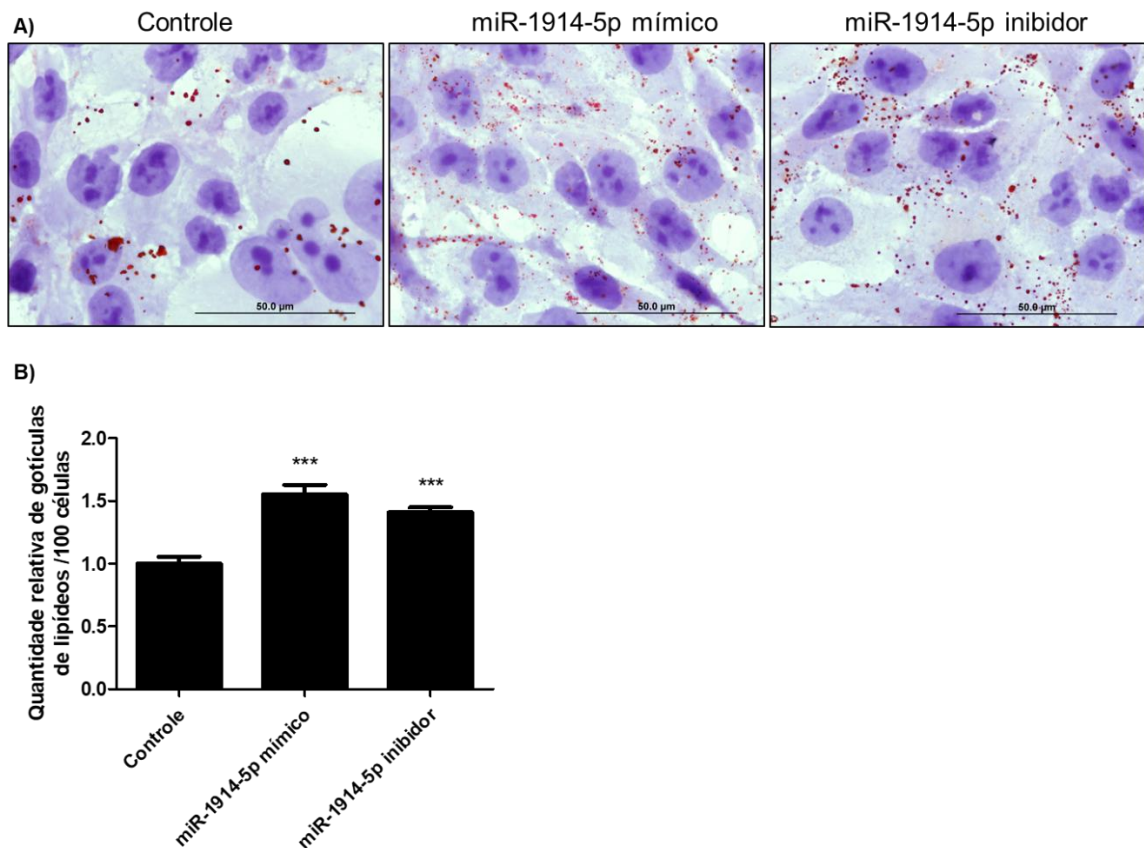 A)
Controle
miR-1914-5p mímico
miR-1914-5p inibidor
50.0 µm
50.0 µm
50.0 µm
B)
Quantidade relativa de gotículas
de lipídeos /100 células
2.0
1.5
1.0
0.5
0.0
***
***
Controle
miR-1914-5p mímico
miR-1914-5p inibidor